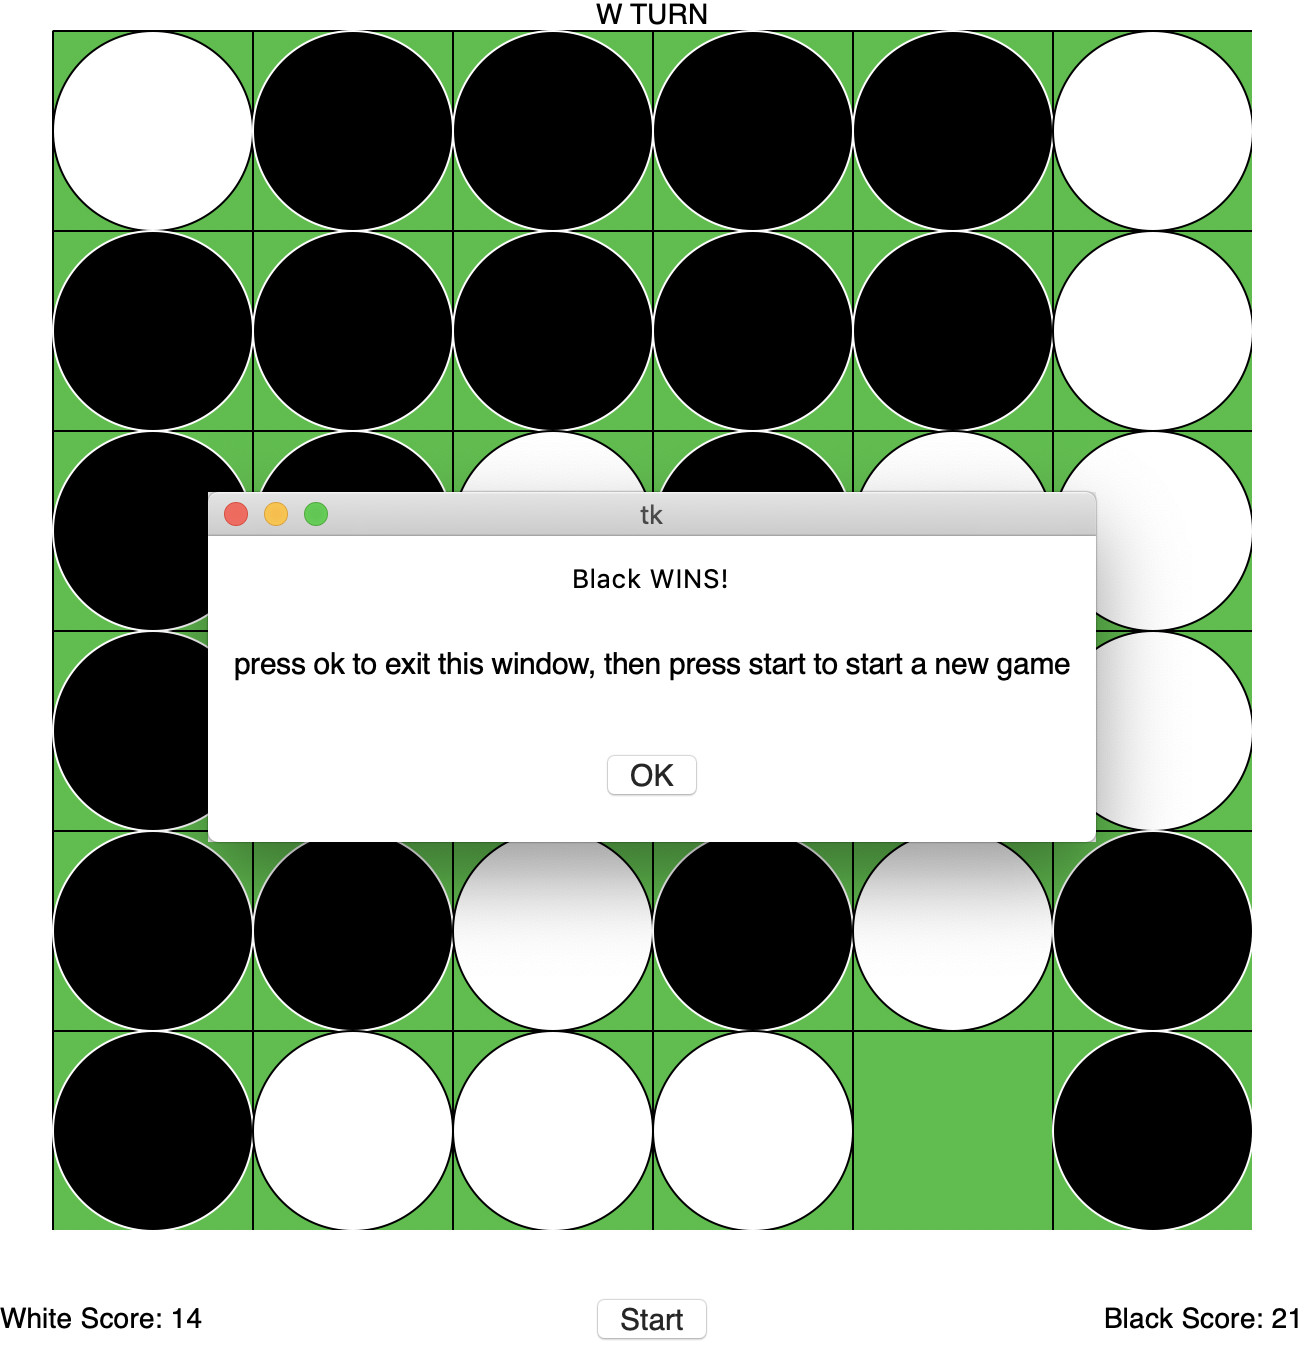 W TURN
tk
Black WINS!
press ok to exit this window, then press start to start a new game
OK
White Score: 14
Start
Black Score: 21